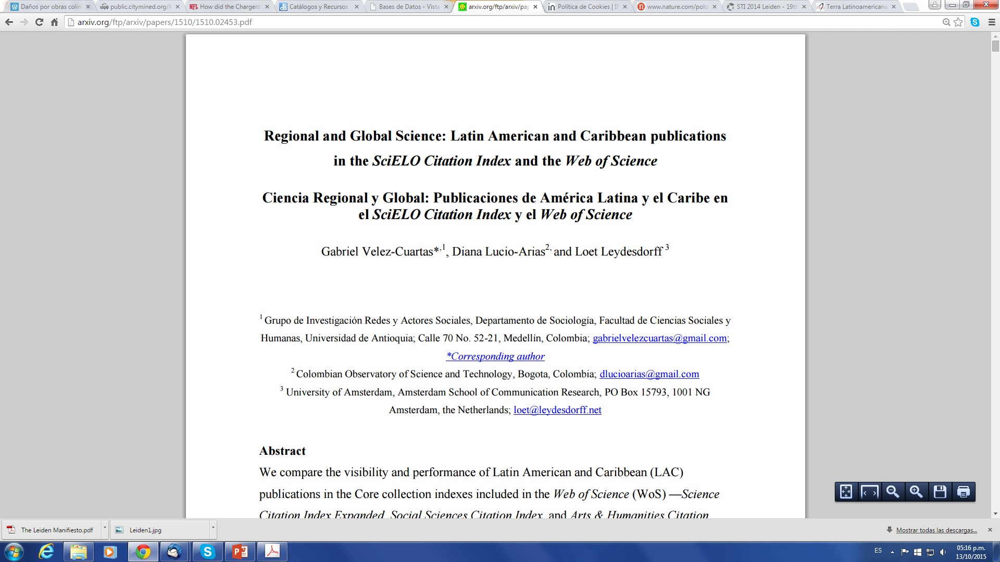 Daños por obras colin
public.citymined.org/K
How did the Chargers
Catálogos y Recursos
Bases de Datos - Vista
arxiv.org/ftp/arxiv/pap
Política de Cookies | I
www.nature.com/polo
STI 2014 Leiden - 19th
Terra Latinoamericana
arxiv.org/ftp/arxiv/papers/1510/1510.02453.pdf
Regional and Global Science: Latin American and Caribbean publications
in the SciELO Citation Index and the Web of Science
Ciencia Regional y Global: Publicaciones de América Latina y el Caribe en
el SciELO Citation Index y el Web of Science
Gabriel Velez-Cuartas*,1, Diana Lucio-Arias2, and Loet Leydesdorff 3
1 Grupo de Investigación Redes y Actores Sociales, Departamento de Sociología, Facultad de Ciencias Sociales y
Humanas, Universidad de Antioquia; Calle 70 No. 52-21, Medellín, Colombia; gabrielvelezcuartas@gmail.com;
*Corresponding author
2 Colombian Observatory of Science and Technology, Bogota, Colombia; dlucioarias@gmail.com
3 University of Amsterdam, Amsterdam School of Communication Research, PO Box 15793, 1001 NG
Amsterdam, the Netherlands; loet@leydesdorff.net
Abstract
We compare the visibility and performance of Latin American and Caribbean (LAC)
publications in the Core collection indexes included in the Web of Science (WoS) —Science
Citation Index Expanded, Social Sciences Citation Index, and Arts & Humanities Citation
The Leiden Manifiesto.pdf
Leiden1.jpg
Mostrar todas las descargas...
ES
05:16 p.m.
13/10/2015